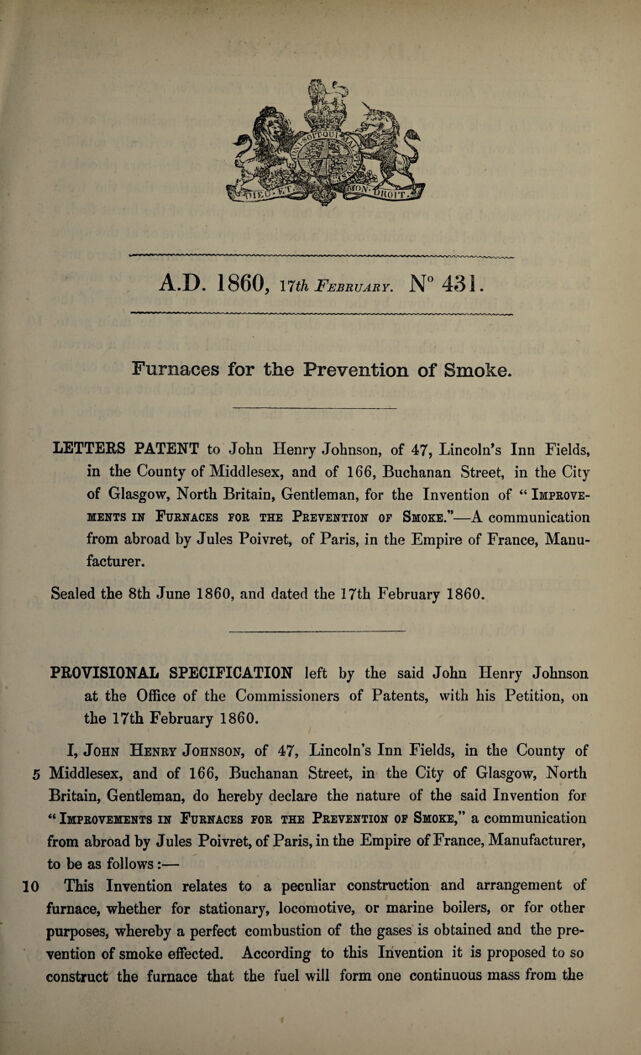 HONI SOIT QUI
DIEU ET MON DROIT
A.D. 1860, 17th February. N° 431.
Furnaces for the Prevention of Smoke.
LETTERS PATENT to John Henry Johnson, of 47, Lincoln's Inn Fields,
in the County of Middlesex, and of 166, Buchanan Street, in the City
of Glasgow, North Britain, Gentleman, for the Invention of “ Improve-
ments in Furnaces for the Prevention of Smoke.”—A communication
from abroad by Jules Poivret, of Paris, in the Empire of France, Manu-
facturer.
Sealed the 8th June 1860, and dated the 17th February 1860.
PROVISIONAL SPECIFICATION left by the said John Henry Johnson
at the Office of the Commissioners of Patents, with his Petition, on
the 17th February 1860.
I, John Henry Johnson, of 47, Lincoln's Inn Fields, in the County of
5 Middlesex, and of 166, Buchanan Street, in the City of Glasgow, North
Britain, Gentleman, do hereby declare the nature of the said Invention for
“ Improvements in Furnaces for the Prevention of Smoke,” a communication
from abroad by Jules Poivret, of Paris, in the Empire of France, Manufacturer,
to be as follows :—
10 This Invention relates to a peculiar construction and arrangement of
furnace, whether for stationary, locomotive, or marine boilers, or for other
purposes, whereby a perfect combustion of the gases is obtained and the pre-
vention of smoke effected. According to this Invention it is proposed to so
construct the furnace that the fuel will form one continuous mass from the